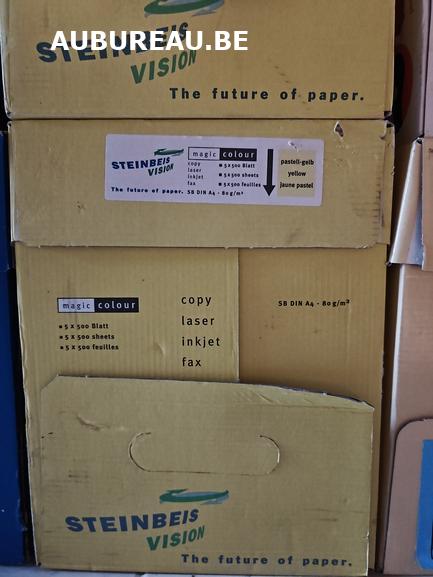 AUBUREAU.BE
STEINBEIS
VISION
The future of paper.
STEINBEIS
VISION
The future of paper.
magic colour
copy
laser
inkjet
fax
▪ 5 x 500 Blatt
▪ 5 x 500 sheets
▪ 5 x 500 feuilles
SB DIN A4 - 80 g/m²
pastell-gelb
yellow
jaune pastel
magic colour
▪ 5 x 500 Blatt
▪ 5 x 500 sheets
▪ 5 x 500 feuilles
copy
laser
inkjet
fax
SB DIN A4 - 80 g/m²
STEINBEIS
VISION
The future of paper.